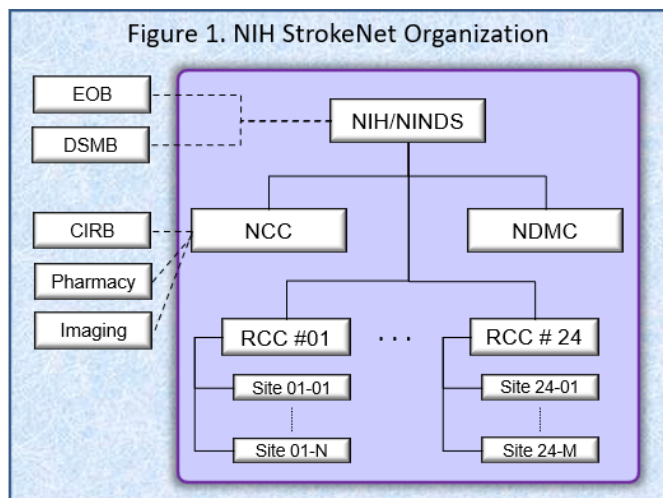 Figure 1. NIH StrokeNet Organization
EOB
DSMB
NIH/NINDS
CIRB
Pharmacy
Imaging
NCC
NDMC
RCC #01
. . .
RCC # 24
Site 01-01
Site 01-N
Site 24-01
Site 24-M